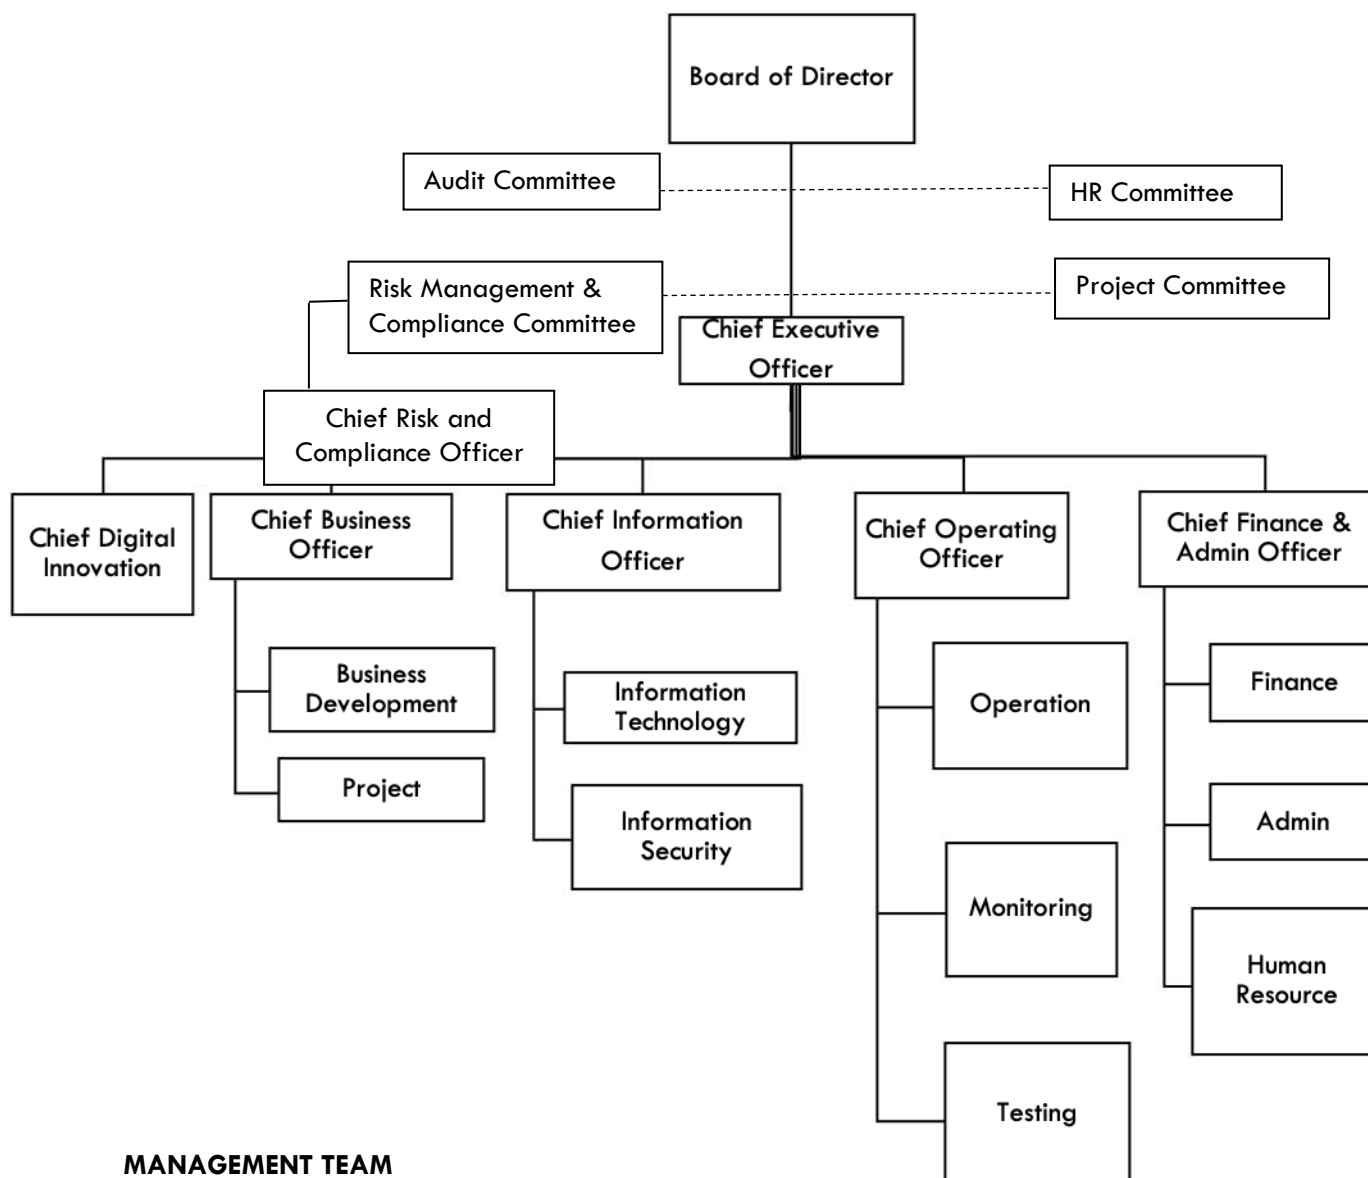 Board of Director
Audit Committee
HR Committee
Risk Management &
Compliance Committee
Project Committee
Chief Executive
Officer
Chief Risk and
Compliance Officer
Chief Digital
Innovation
Chief Business
Officer
Chief Information
Officer
Chief Operating
Officer
Chief Finance &
Admin Officer
Business
Development
Project
Information
Technology
Information
Security
Operation
Monitoring
Testing
Finance
Admin
Human
Resource
MANAGEMENT TEAM